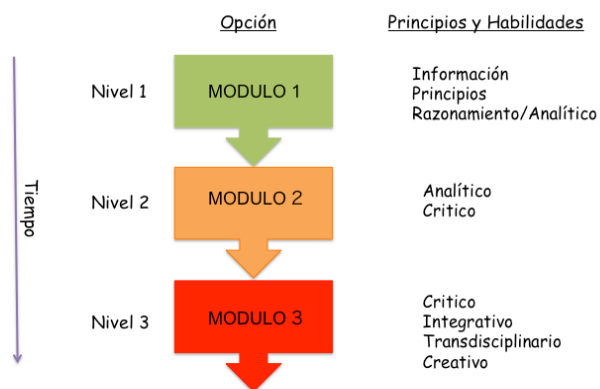 Opción
Principios y Habilidades
Nivel 1
MODULO 1
Información
Principios
Razonamiento/Analítico
Tiempo
Nivel 2
MODULO 2
Analítico
Critico
Nivel 3
MODULO 3
Critico
Integrativo
Transdisciplinario
Creativo